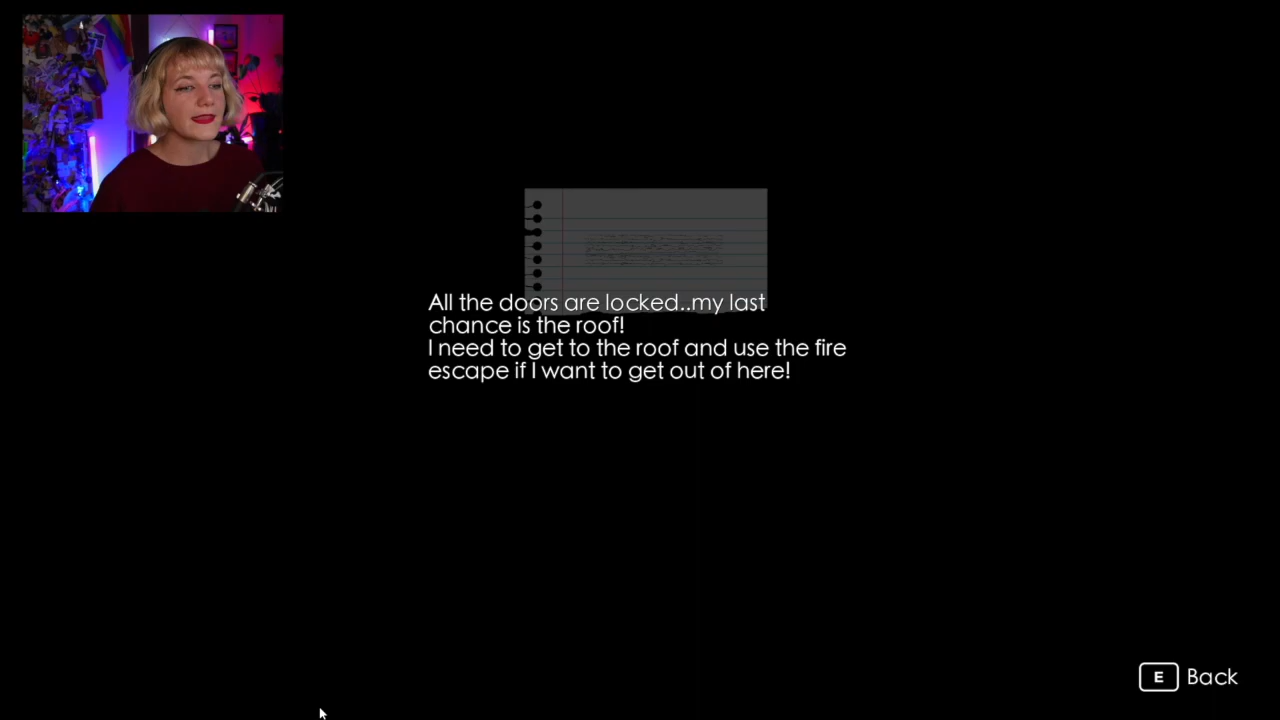 All the doors are locked..my last
chance is the roof!
I need to get to the roof and use the fire
escape if I want to get out of here!
E Back